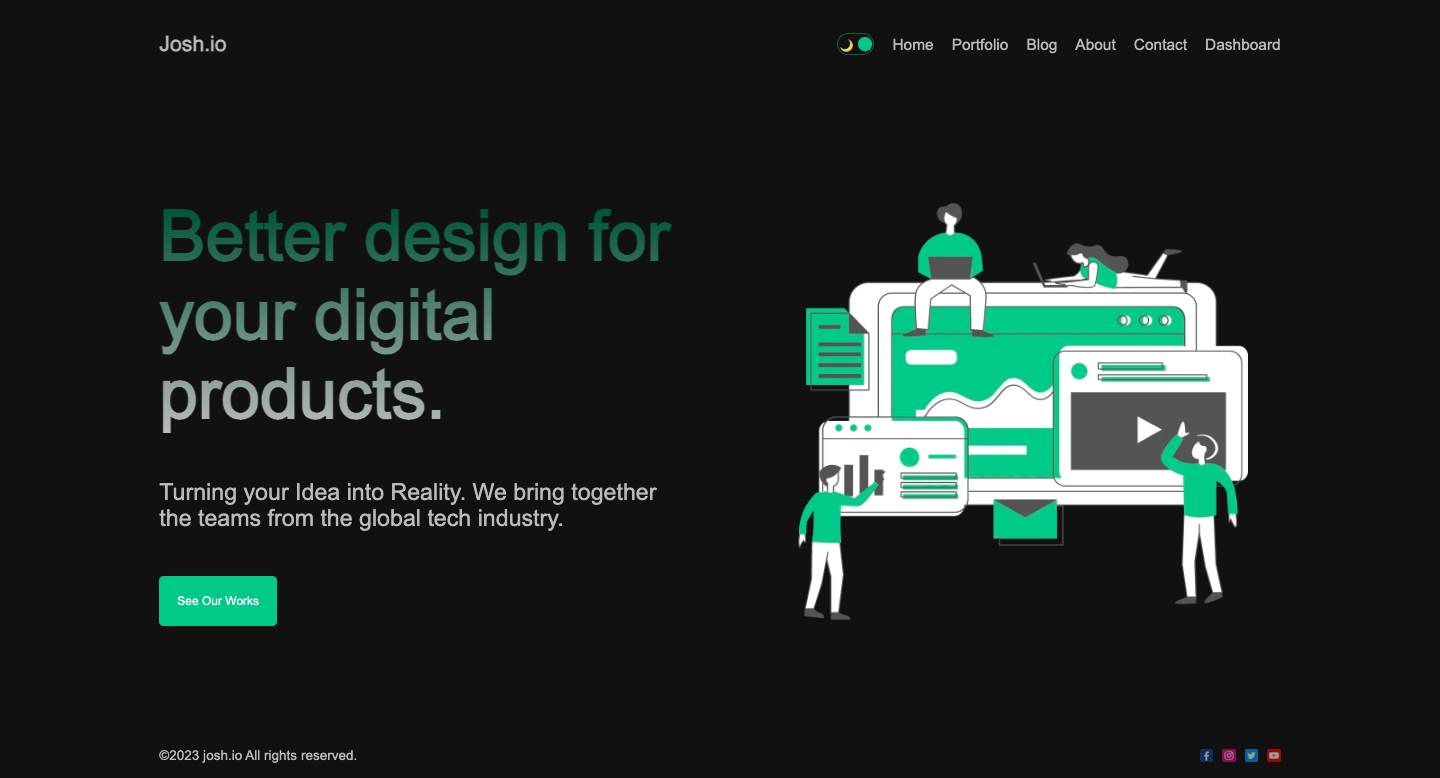 Josh.io
Home Portfolio Blog About Contact Dashboard
Better design for
your digital
products.
Turning your Idea into Reality. We bring together
the teams from the global tech industry.
See Our Works
©2023 josh.io All rights reserved.